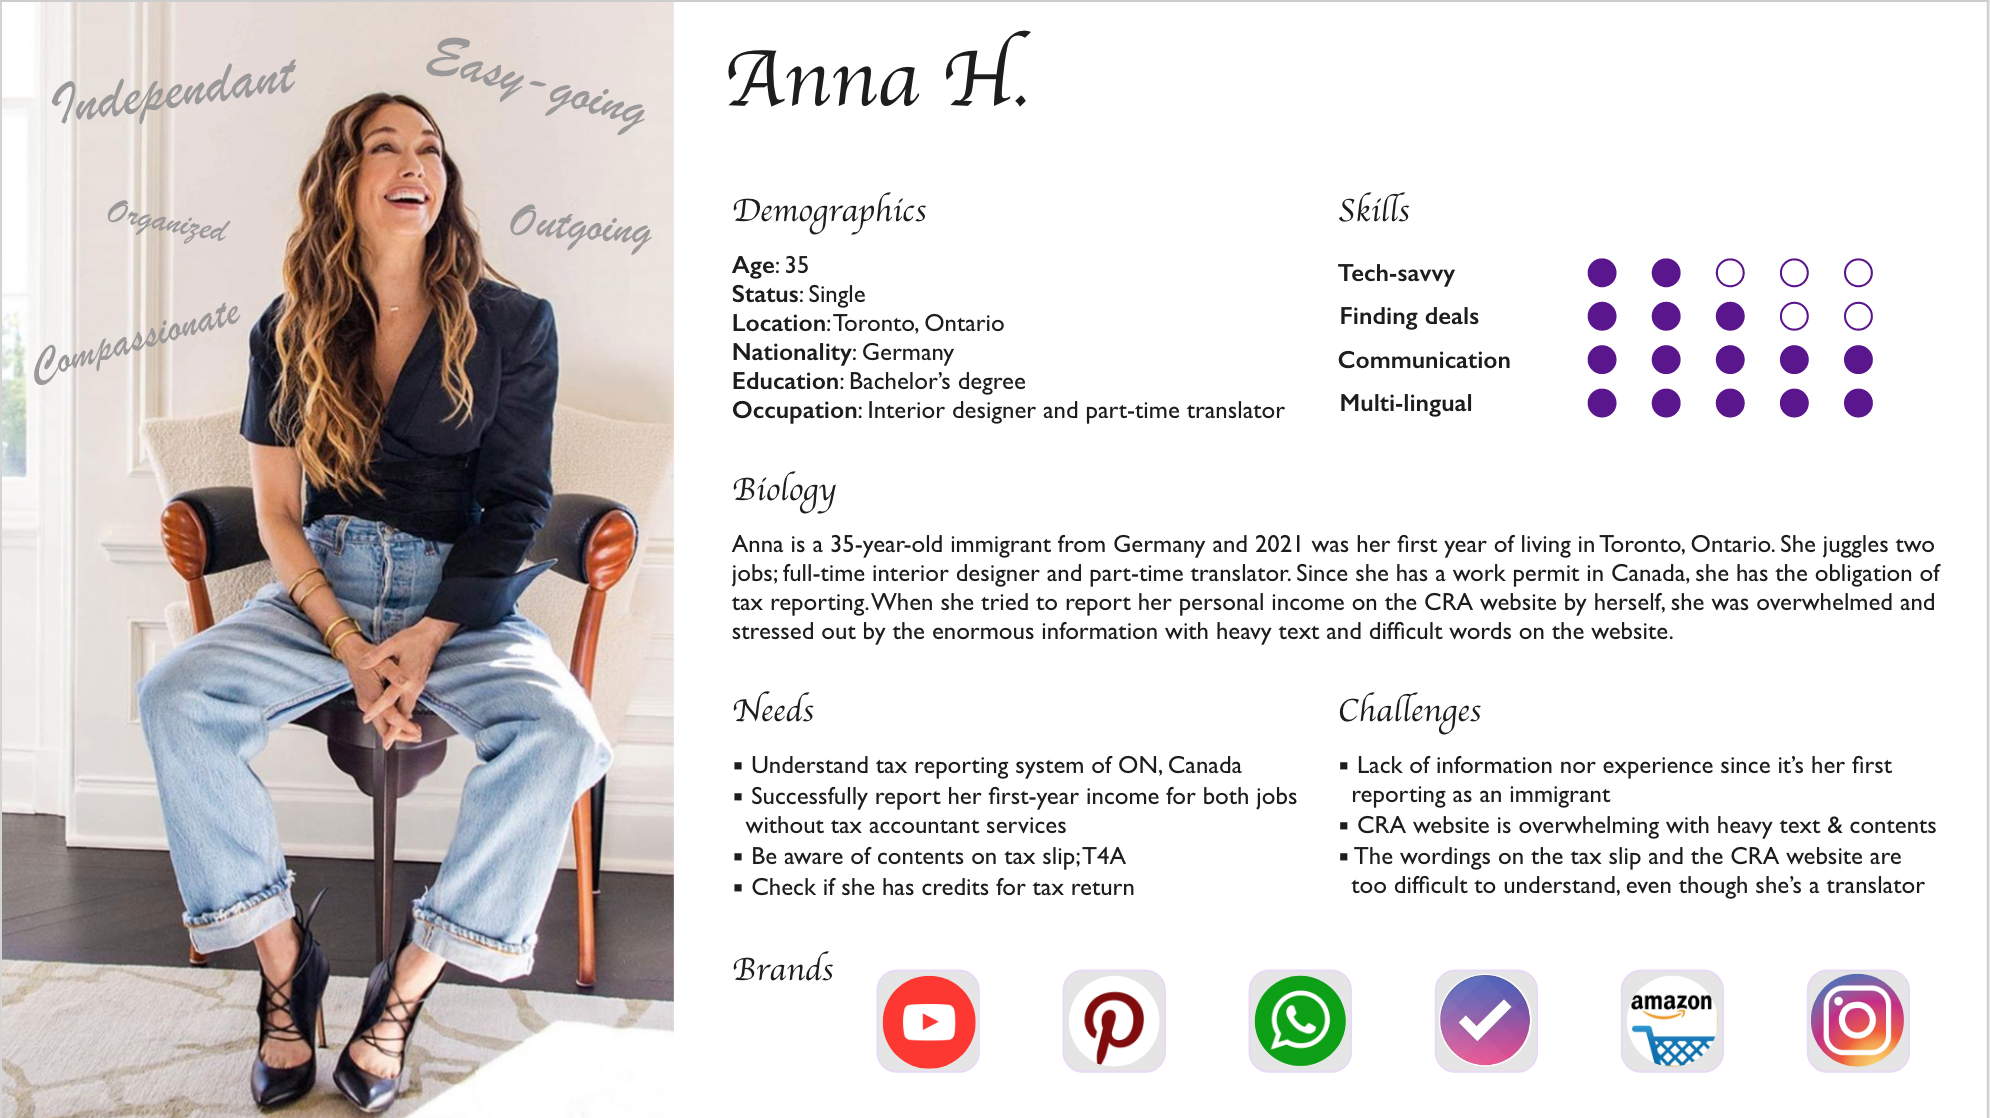 Independant
Easy-going
Organized
Outgoing
Compassionate
Anna H.
Demographics
Age: 35
Status: Single
Location: Toronto, Ontario
Nationality: Germany
Education: Bachelor's degree
Occupation: Interior designer and part-time translator
Skills
Tech-savvy
Finding deals
Communication
Multi-lingual
Biology
Anna is a 35-year-old immigrant from Germany and 2021 was her first year of living in Toronto, Ontario. She juggles two
jobs; full-time interior designer and part-time translator. Since she has a work permit in Canada, she has the obligation of
tax reporting. When she tried to report her personal income on the CRA website by herself, she was overwhelmed and
stressed out by the enormous information with heavy text and difficult words on the website.
Needs
▪ Understand tax reporting system of ON, Canada
▪ Successfully report her first-year income for both jobs
without tax accountant services
▪ Be aware of contents on tax slip; T4A
▪ Check if she has credits for tax return
Challenges
▪ Lack of information nor experience since it's her first
reporting as an immigrant
▪ CRA website is overwhelming with heavy text & contents
▪ The wordings on the tax slip and the CRA website are
too difficult to understand, even though she's a translator
Brands
amazon